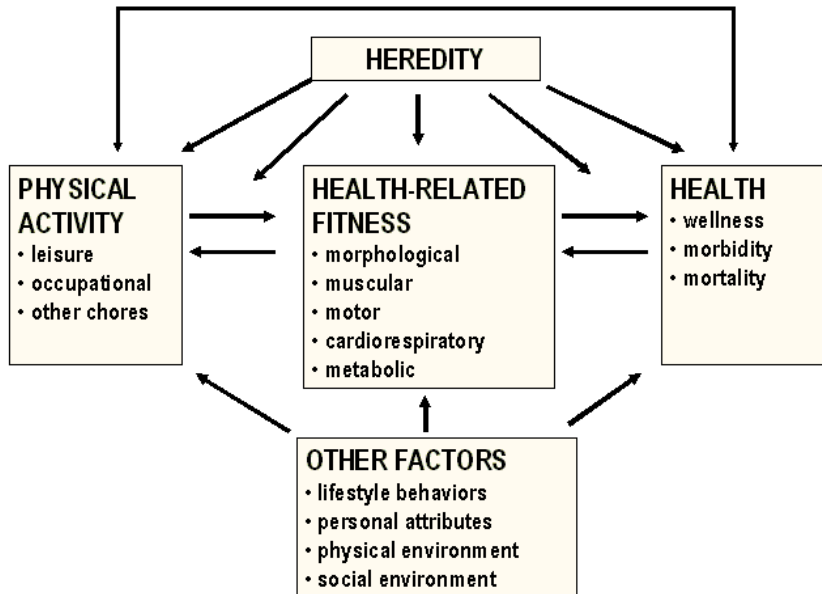 HEREDITY
PHYSICAL
ACTIVITY
• leisure
• occupational
• other chores
HEALTH-RELATED
FITNESS
• morphological
• muscular
• motor
• cardiorespiratory
• metabolic
HEALTH
• wellness
• morbidity
• mortality
OTHER FACTORS
• lifestyle behaviors
• personal attributes
• physical environment
• social environment